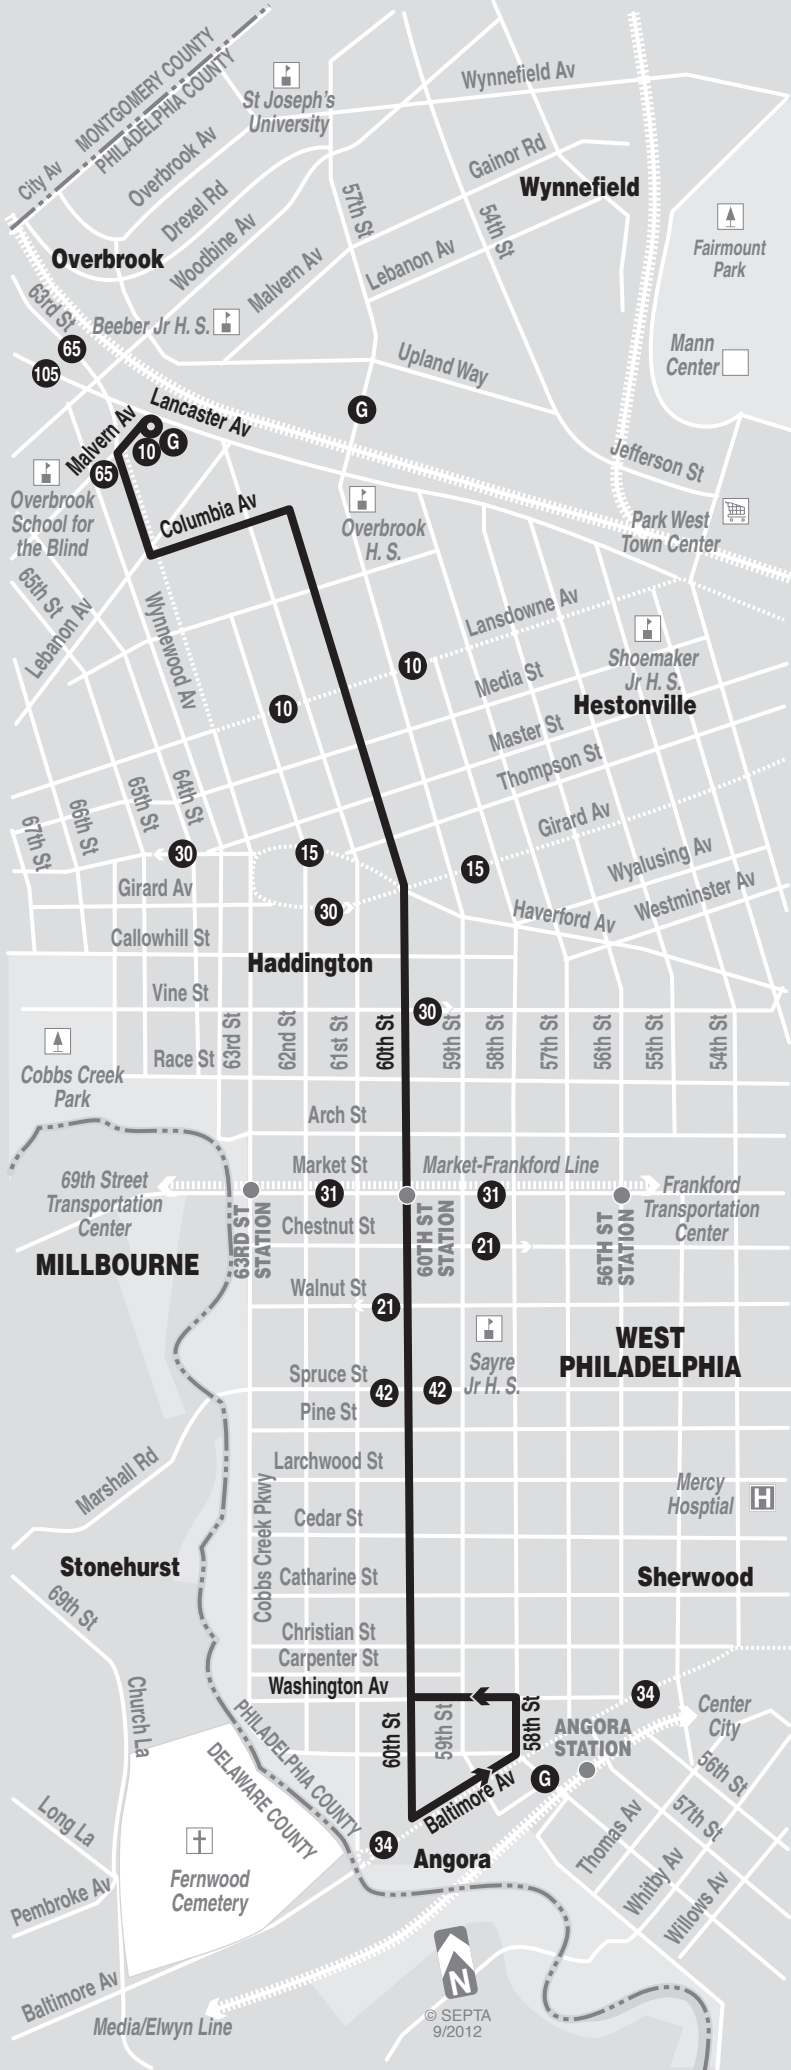 MONTGOMERY COUNTY
PHILADELPHIA COUNTY
City Av
St Joseph's
University
Wynnefield Av
Overbrook Av
Drexel Rd
Woodbine Av
Gainor Rd
Wynnefield
57th St
54th St
Fairmount
Park
Overbrook
Malvern Av
Lebanon Av
63rd St
Beeber Jr H. S.
65
105
Upland Way
Mann
Center
Lancaster Av
G
Malvern Av
10
G
65
Jefferson St
Overbrook
School for
the Blind
Columbia Av
Overbrook
H. S.
Park West
Town Center
65th St
Lebanon Av
Wynnewood Av
Lansdowne Av
Shoemaker
Jr H. S.
10
Media St
Hestonville
10
Master St
Thompson St
67th St
66th St
65th St
64th St
Girard Av
30
15
15
Wyalusing Av
Westminster Av
Girard Av
30
Haverford Av
Callowhill St
Haddington
Vine St
30
63rd St
62nd St
61st St
60th St
59th St
58th St
57th St
56th St
55th St
54th St
Race St
Cobbs Creek
Park
Arch St
Market St
Market-Frankford Line
69th Street
Transportation
Center
31
31
Frankford
Transportation
Center
63RD ST
STATION
60TH ST
STATION
56TH ST
STATION
Chestnut St
21
MILLBOURNE
Walnut St
21
Sayre
Jr H. S.
WEST
PHILADELPHIA
Spruce St
42
42
Pine St
Larchwood St
Marshall Rd
Mercy
Hosptial
H
Cobbs Creek Pkwy
Cedar St
Stonehurst
Catharine St
Sherwood
69th St
Christian St
Carpenter St
Washington Av
Church La
34
Center
City
60th St
59th St
58th St
ANGORA
STATION
PHILADELPHIA COUNTY
DELAWARE COUNTY
G
56th St
57th St
Baltimore Av
Long La
34
Angora
Thomas Av
Whitby Av
Willows Av
Fernwood
Cemetery
Pembroke Av
Baltimore Av
Media/Elwyn Line
N
© SEPTA
9/2012